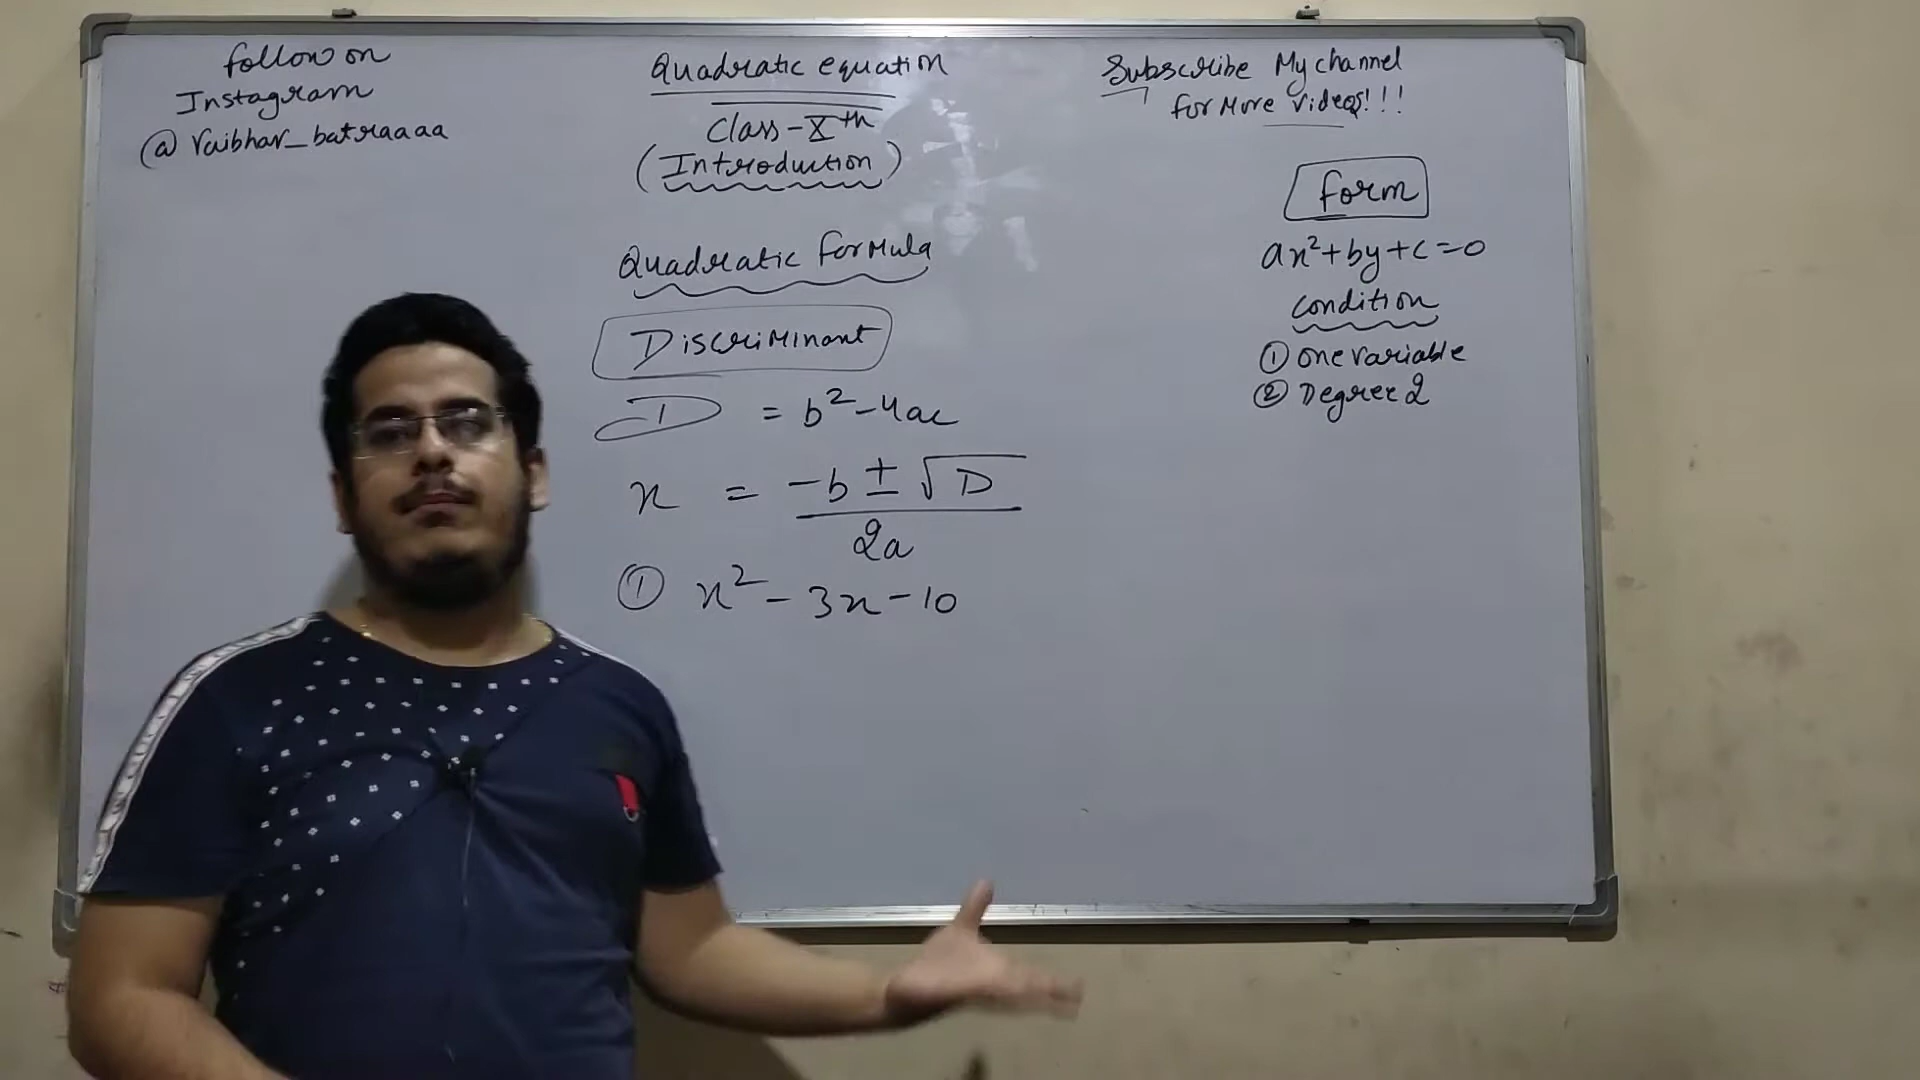 Follow on
Instagram
@vaibhav_batraaaa
Quadratic equation
Class-Xth
(Introduction)
Subscribe My channel
For More Videos!!!
Quadratic Formula
Discriminant
D = b²-4ac
x = -b ± √D
2a
① x² - 3x - 10
Form
ax²+by+c=0
condition
① one variable
② Degree 2